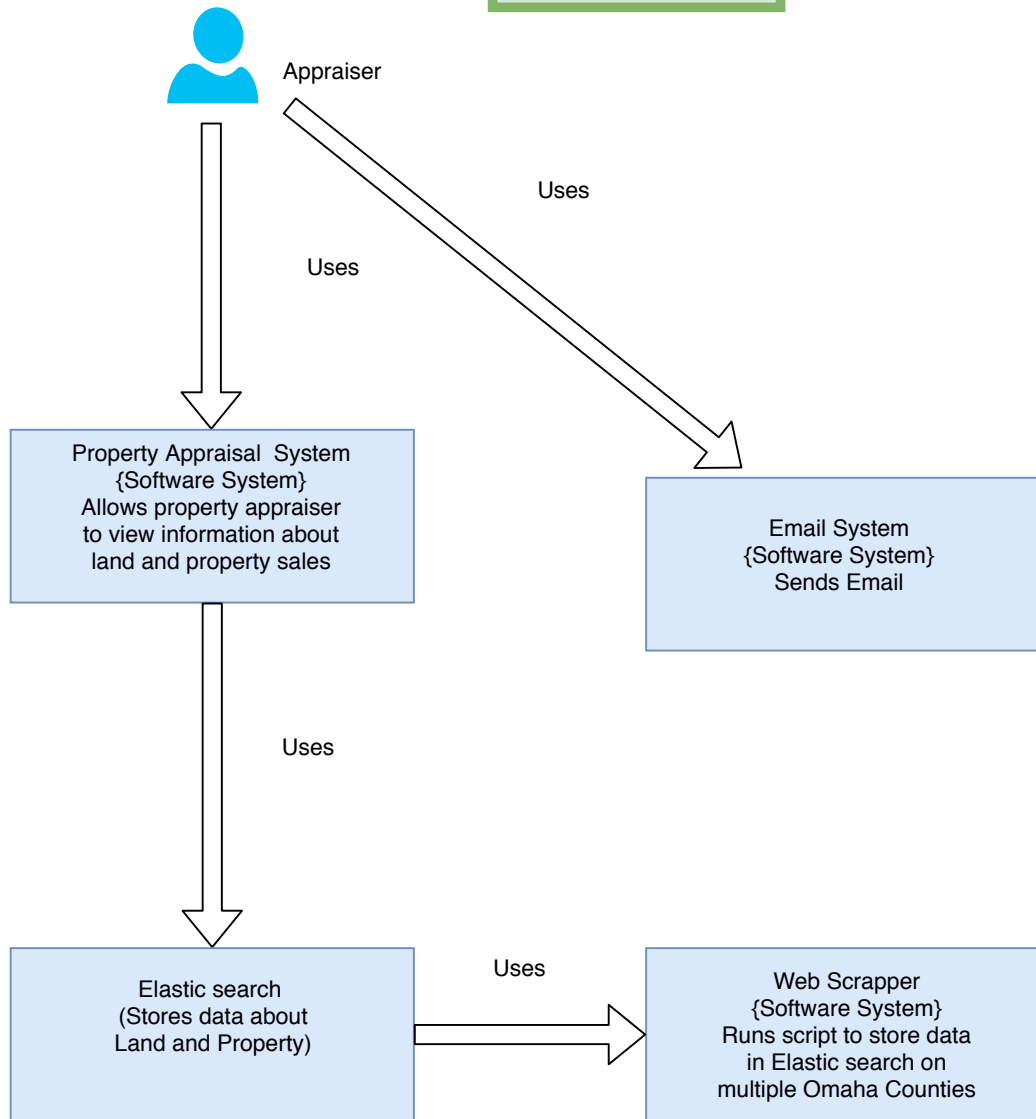 Appraiser
Uses
Uses
Property Appraisal  System
{Software System}
Allows property appraiser
to view information about
land and property sales
Email System
{Software System}
Sends Email
Uses
Elastic search
(Stores data about
Land and Property)
Uses
Web Scrapper
{Software System}
Runs script to store data
in Elastic search on
multiple Omaha Counties